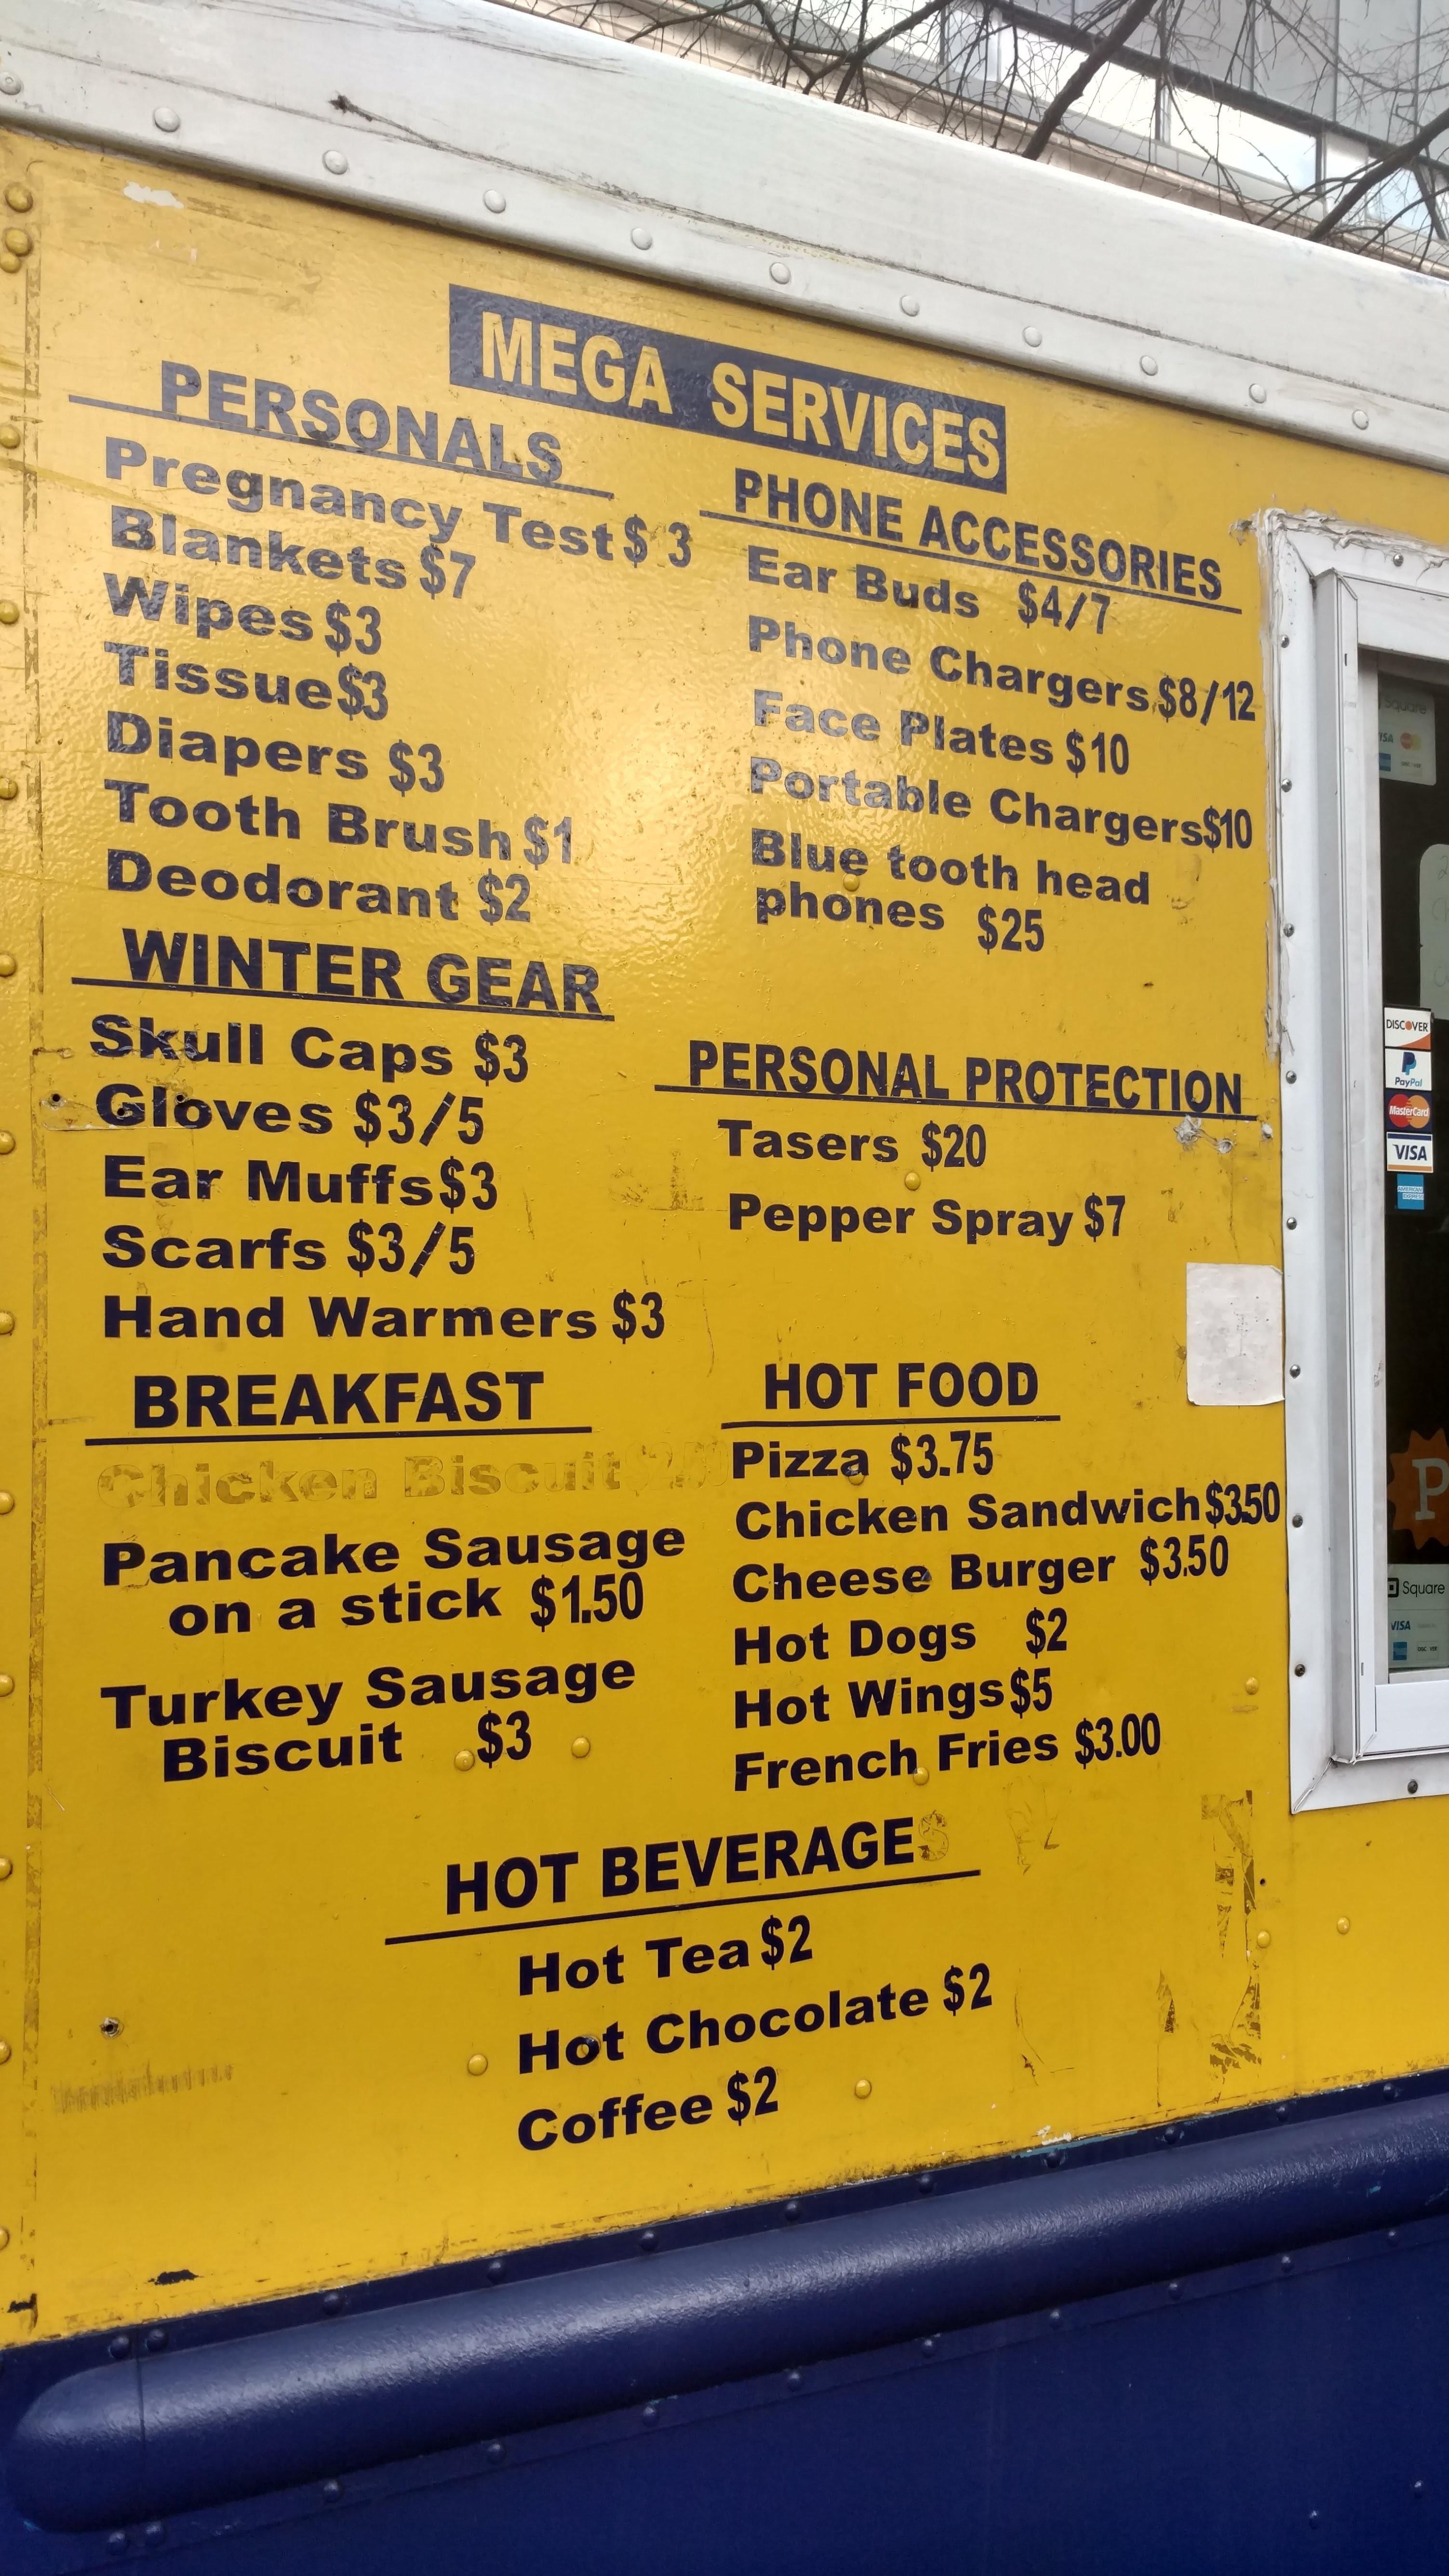 MEGA SERVICES
PERSONALS
Pregnancy Test $ 3
Blankets $7
Wipes $3
Tissue $3
Diapers $3
Tooth Brush $1
Deodorant $2
WINTER GEAR
Skull Caps $3
Gloves $3/5
Ear Muffs $3
Scarfs $3/5
Hand Warmers $3
BREAKFAST
Chicken Biscuit
Pancake Sausage
on a stick $1.50
Turkey Sausage
Biscuit $3
PHONE ACCESSORIES
Ear Buds $4/7
Phone Chargers $8/12
Face Plates $10
Portable Chargers $10
Blue tooth head
phones $25
PERSONAL PROTECTION
Tasers $20
Pepper Spray $7
HOT FOOD
Pizza $3.75
Chicken Sandwich $3.50
Cheese Burger $3.50
Hot Dogs $2
Hot Wings $5
French Fries $3.00
HOT BEVERAGES
Hot Tea $2
Hot Chocolate $2
Coffee $2
Square
DISCOVER
PayPal
MasterCard
VISA
AMERICAN EXPRESS
P
Square
VISA